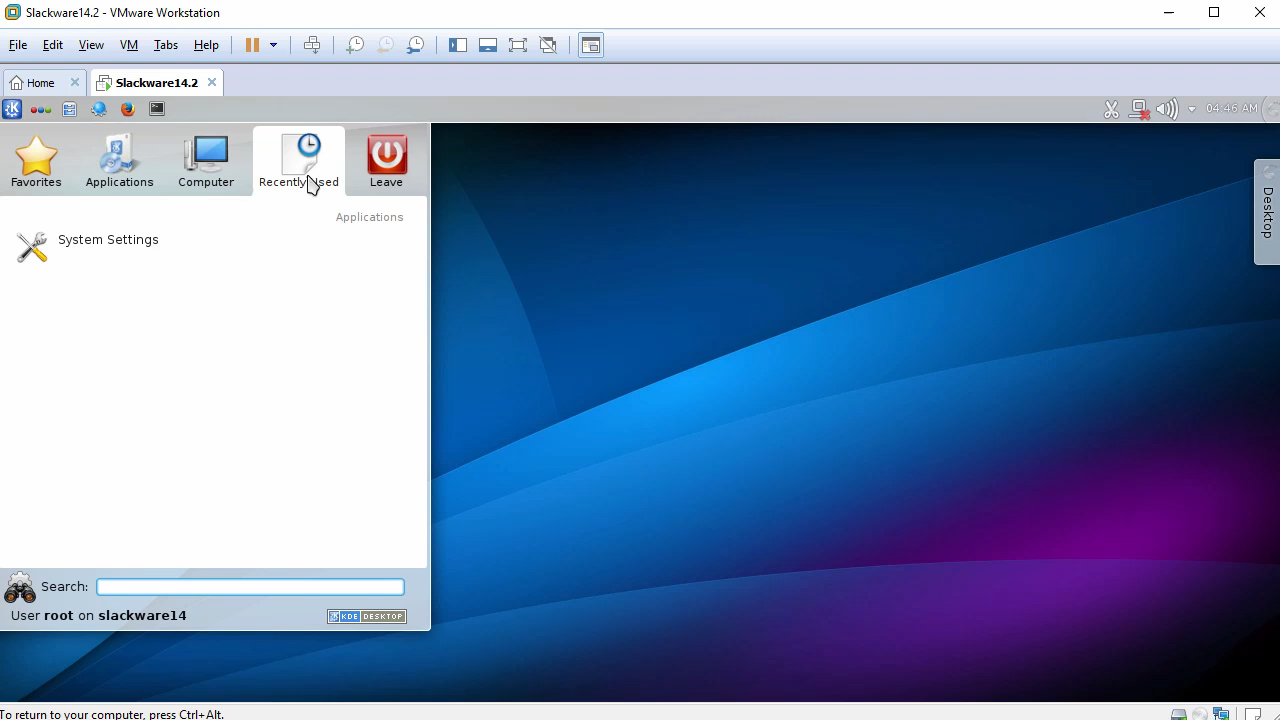 Slackware14.2 - VMware Workstation
File Edit View VM Tabs Help
Home Slackware14.2
04:46 AM
Favorites Applications Computer Recently Used Leave
Applications
System Settings
Desktop
Search:
User root on slackware14 KDE DESKTOP
To return to your computer, press Ctrl+Alt.